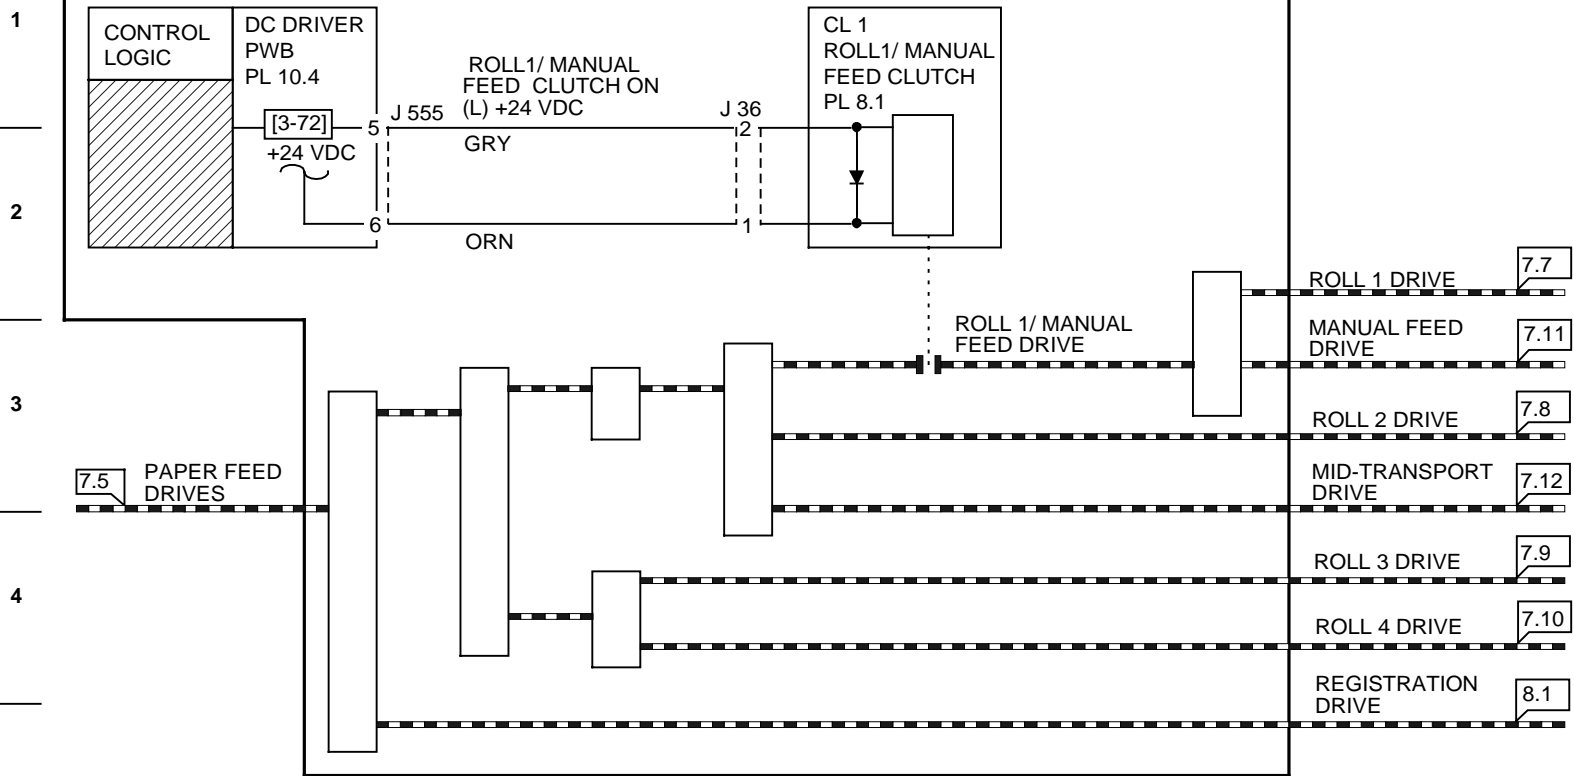 1
CONTROL
LOGIC
DC DRIVER
PWB
PL 10.4
ROLL1/ MANUAL
FEED CLUTCH ON
(L) +24 VDC
CL 1
ROLL1/ MANUAL
FEED CLUTCH
PL 8.1
[3-72]
5
J 555
J 36
2
GRY
+24 VDC
2
6
1
ORN
ROLL 1 DRIVE
7.7
ROLL 1/ MANUAL
FEED DRIVE
MANUAL FEED
DRIVE
7.11
3
ROLL 2 DRIVE
7.8
7.5
PAPER FEED
DRIVES
MID-TRANSPORT
DRIVE
7.12
ROLL 3 DRIVE
7.9
4
ROLL 4 DRIVE
7.10
REGISTRATION
DRIVE
8.1